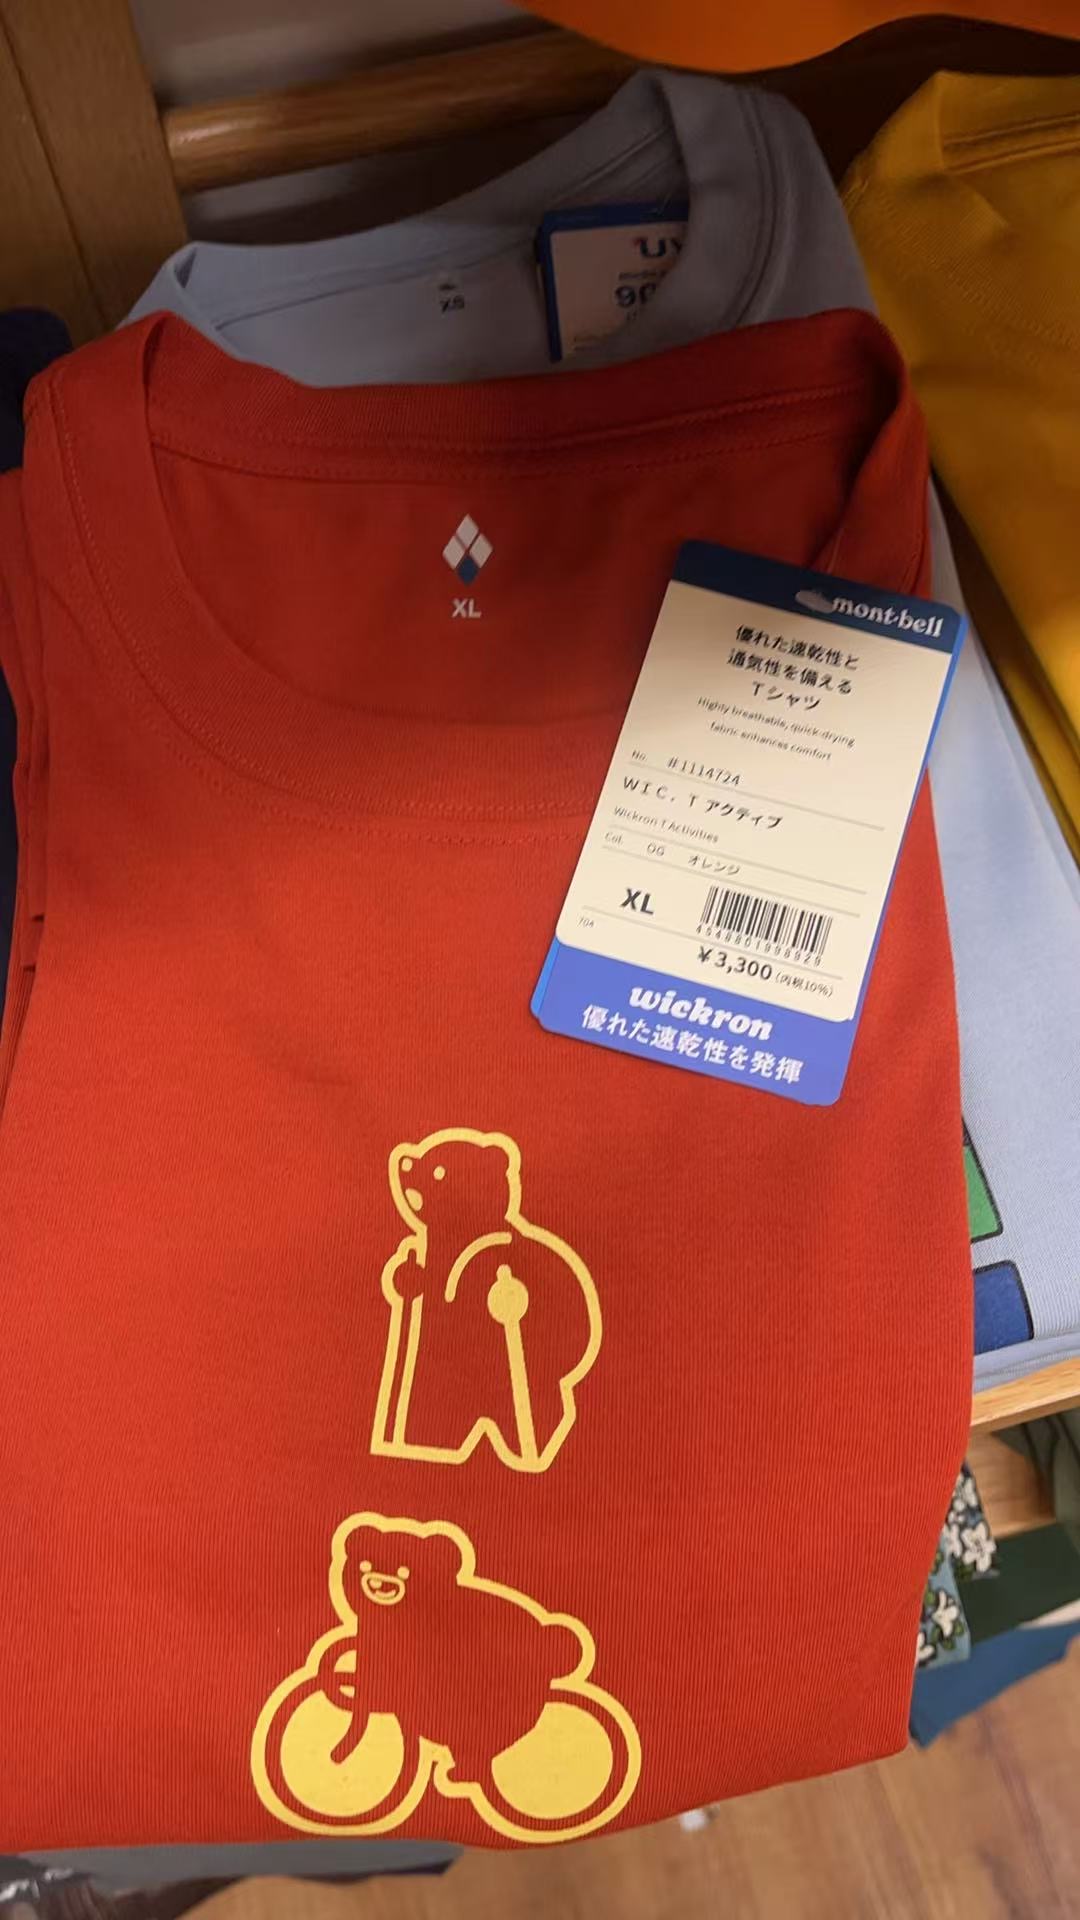 XS
XL
mont-bell
優れた速乾性と
通気性を備える
Tシャツ
Highly breathable, quick-drying
fabric enhances comfort
No. #1114724
WIC. T アクティブ
Wickron T Activities
Col. OG オレンジ
XL
704
¥3,300 (内税10%)
wickron
優れた速乾性を発揮